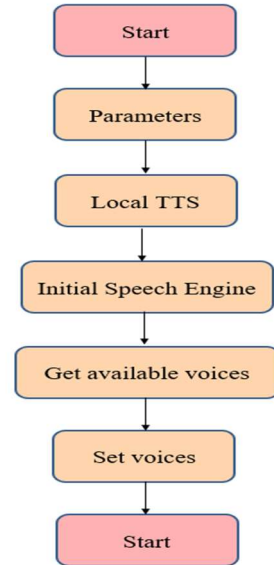 Start
Parameters
Local TTS
Initial Speech Engine
Get available voices
Set voices
Start